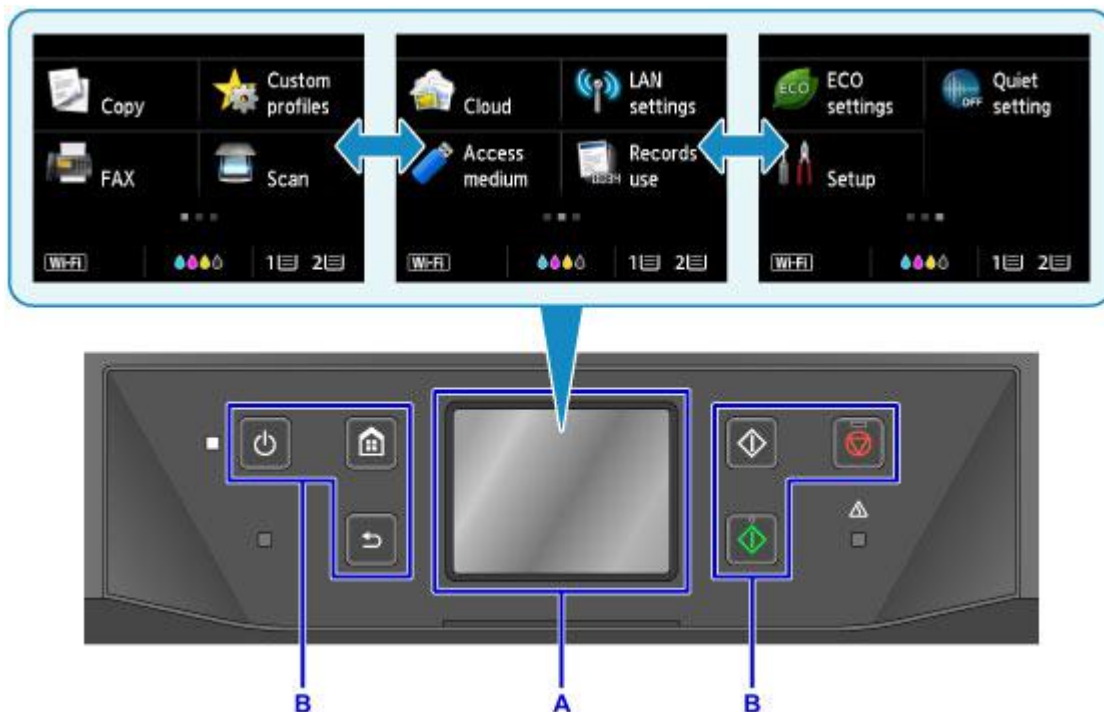 Copy
Custom
profiles
FAX
Scan
Wi-Fi
1 2
Cloud
LAN
settings
Access
medium
Records
use
Wi-Fi
1 2
ECO
ECO
settings
OFF
Quiet
setting
Setup
Wi-Fi
1 2
B
A
B